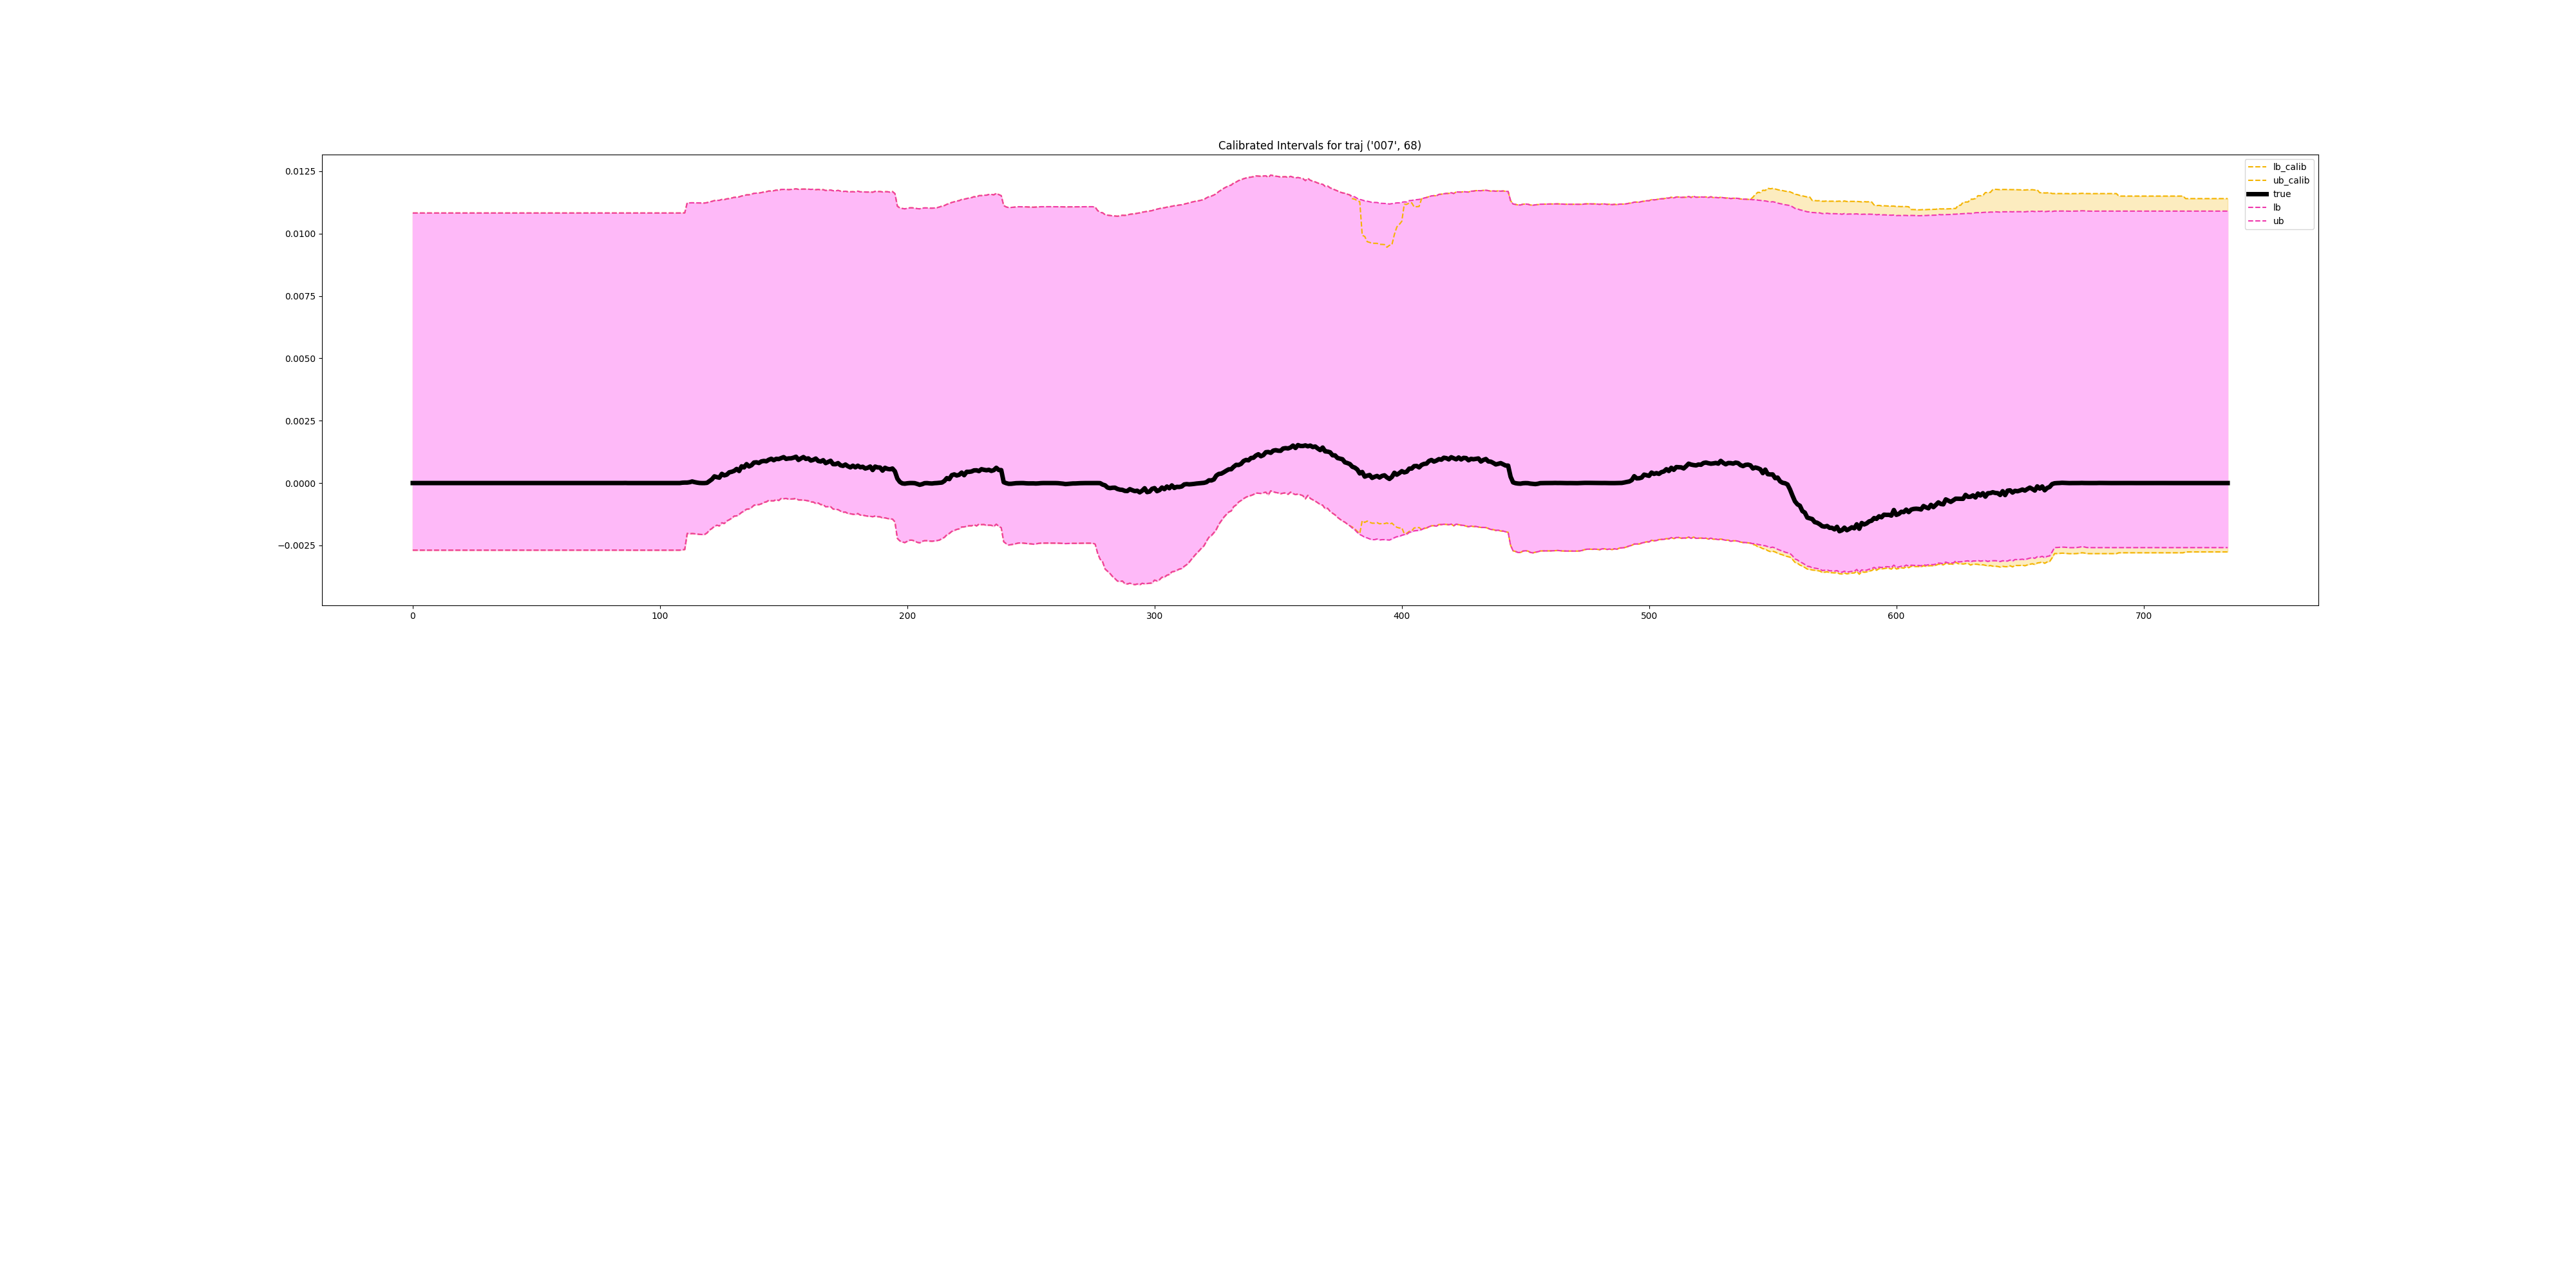 Calibrated Intervals for traj ('007', 68)
0.0125
0.0100
0.0075
0.0050
0.0025
0.0000
−0.0025
0 100 200 300 400 500 600 700
lb_calib
ub_calib
true
lb
ub